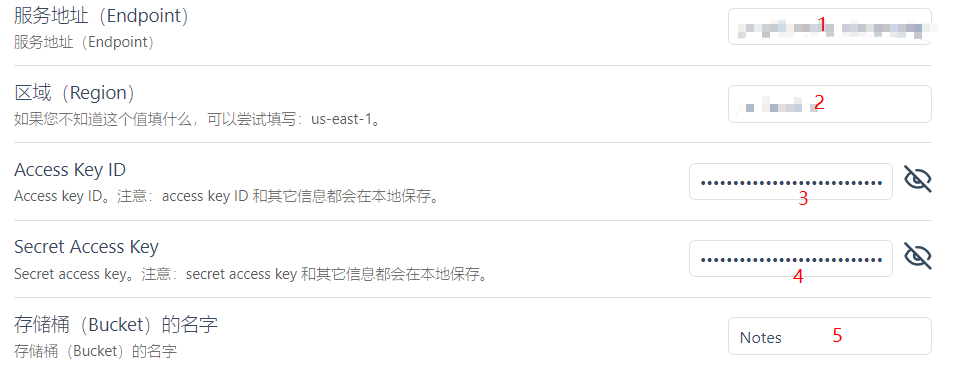 服务地址（Endpoint）
1
服务地址（Endpoint）
区域（Region）
2
如果您不知道这个值填什么，可以尝试填写：us-east-1。
Access Key ID
Access key ID。注意：access key ID 和其它信息都会在本地保存。
3
Secret Access Key
Secret access key。注意：secret access key 和其它信息都会在本地保存。
4
存储桶（Bucket）的名字
Notes 5
存储桶（Bucket）的名字